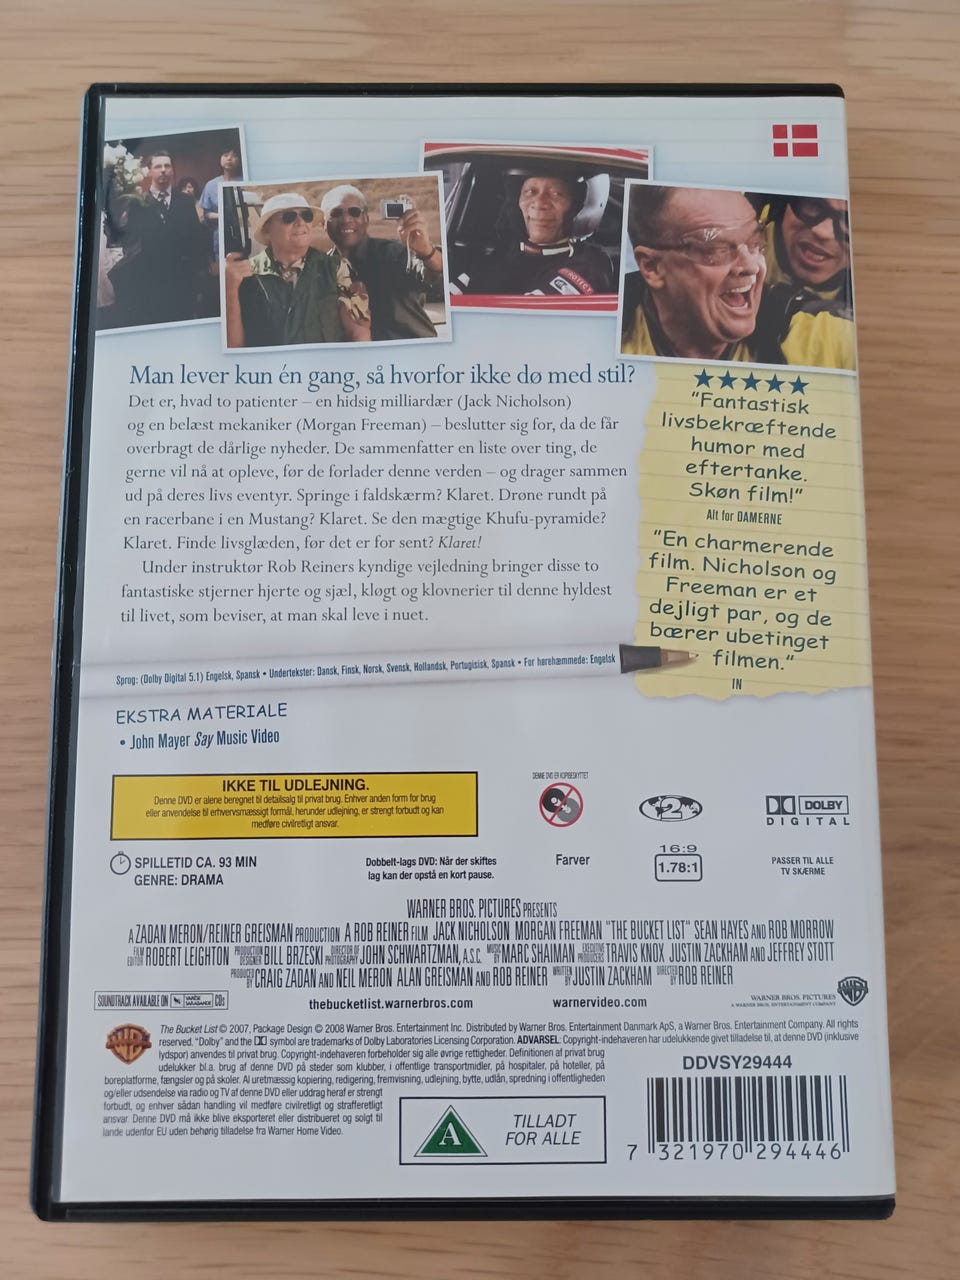 Man lever kun én gang, så hvorfor ikke dø med stil?
Det er, hvad to patienter – en hidsig milliardær (Jack Nicholson)
og en belæst mekaniker (Morgan Freeman) – beslutter sig for, da de får
overbragt de dårlige nyheder. De sammenfatter en liste over ting, de
gerne vil nå at opleve, før de forlader denne verden – og drager sammen
ud på deres livs eventyr. Springe i faldskærm? Klaret. Drøne rundt på
en racerbane i en Mustang? Klaret. Se den mægtige Khufu-pyramide?
Klaret. Finde livsglæden, før det er for sent? Klaret!
Under instruktør Rob Reiners kyndige vejledning bringer disse to
fantastiske stjerner hjerte og sjæl, kløgt og klovnerier til denne hyldest
til livet, som beviser, at man skal leve i nuet.
★★★★★
"Fantastisk
livsbekræftende
humor med
eftertanke.
Skøn film!"
Alt for DAMERNE
"En charmerende
film. Nicholson og
Freeman er et
dejligt par, og de
bærer ubetinget
filmen."
IN
Sprog: (Dolby Digital 5.1) Engelsk, Spansk • Undertekster: Dansk, Finsk, Norsk, Svensk, Hollandsk, Portugisisk, Spansk • For hørehæmmede: Engelsk
EKSTRA MATERIALE
• John Mayer Say Music Video
IKKE TIL UDLEJNING.
Denne DVD er alene beregnet til detailsalg til privat brug. Enhver anden form for brug
eller anvendelse til erhvervsmæssigt formål, herunder udlejning, er strengt forbudt og kan
medføre civilretligt ansvar.
DENNE DVD ER KOPIBESKYTTET
2
DOLBY
DIGITAL
SPILLETID CA. 93 MIN
GENRE: DRAMA
Dobbelt-lags DVD: Når der skiftes
lag kan der opstå en kort pause.
Farver
16:9
1.78:1
PASSER TIL ALLE
TV SKÆRME
WARNER BROS. PICTURES PRESENTS
A ZADAN MERON/REINER GREISMAN PRODUCTION A ROB REINER FILM JACK NICHOLSON MORGAN FREEMAN "THE BUCKET LIST" SEAN HAYES AND ROB MORROW
FILM EDITOR ROBERT LEIGHTON PRODUCTION DESIGNER BILL BRZESKI DIRECTOR OF PHOTOGRAPHY JOHN SCHWARTZMAN, A.S.C. MUSIC BY MARC SHAIMAN EXECUTIVE PRODUCERS TRAVIS KNOX JUSTIN ZACKHAM AND JEFFREY STOTT
PRODUCED BY CRAIG ZADAN AND NEIL MERON ALAN GREISMAN AND ROB REINER WRITTEN BY JUSTIN ZACKHAM DIRECTED BY ROB REINER
SOUNDTRACK AVAILABLE ON VARÈSE SARABANDE CDs
thebucketlist.warnerbros.com
warnervideo.com
WARNER BROS. PICTURES
A WARNER BROS. ENTERTAINMENT COMPANY
The Bucket List © 2007, Package Design © 2008 Warner Bros. Entertainment Inc. Distributed by Warner Bros. Entertainment Danmark ApS, a Warner Bros. Entertainment Company. All rights
reserved. "Dolby" and the symbol are trademarks of Dolby Laboratories Licensing Corporation. ADVARSEL: Copyright-indehaveren har udelukkende givet tilladelse til, at denne DVD (inklusive
lydspor) anvendes til privat brug. Copyright-indehaveren forbeholder sig alle øvrige rettigheder. Definitionen af privat brug
udelukker bl.a. brug af denne DVD på steder som klubber, i offentlige transportmidler, på hospitaler, på hoteller, på
boreplatforme, fængsler og på skoler. Al uretmæssig kopiering, redigering, fremvisning, udlejning, bytte, udlån, spredning i offentligheden
og/eller udsendelse via radio og TV af denne DVD eller uddrag heraf er strengt
forbudt, og enhver sådan handling vil medføre civilretligt og strafferetligt
ansvar. Denne DVD må ikke blive eksporteret eller distribueret og solgt til
lande udenfor EU uden behørig tilladelse fra Warner Home Video.
A
TILLADT
FOR ALLE
DDVSY29444
7 321970 294446